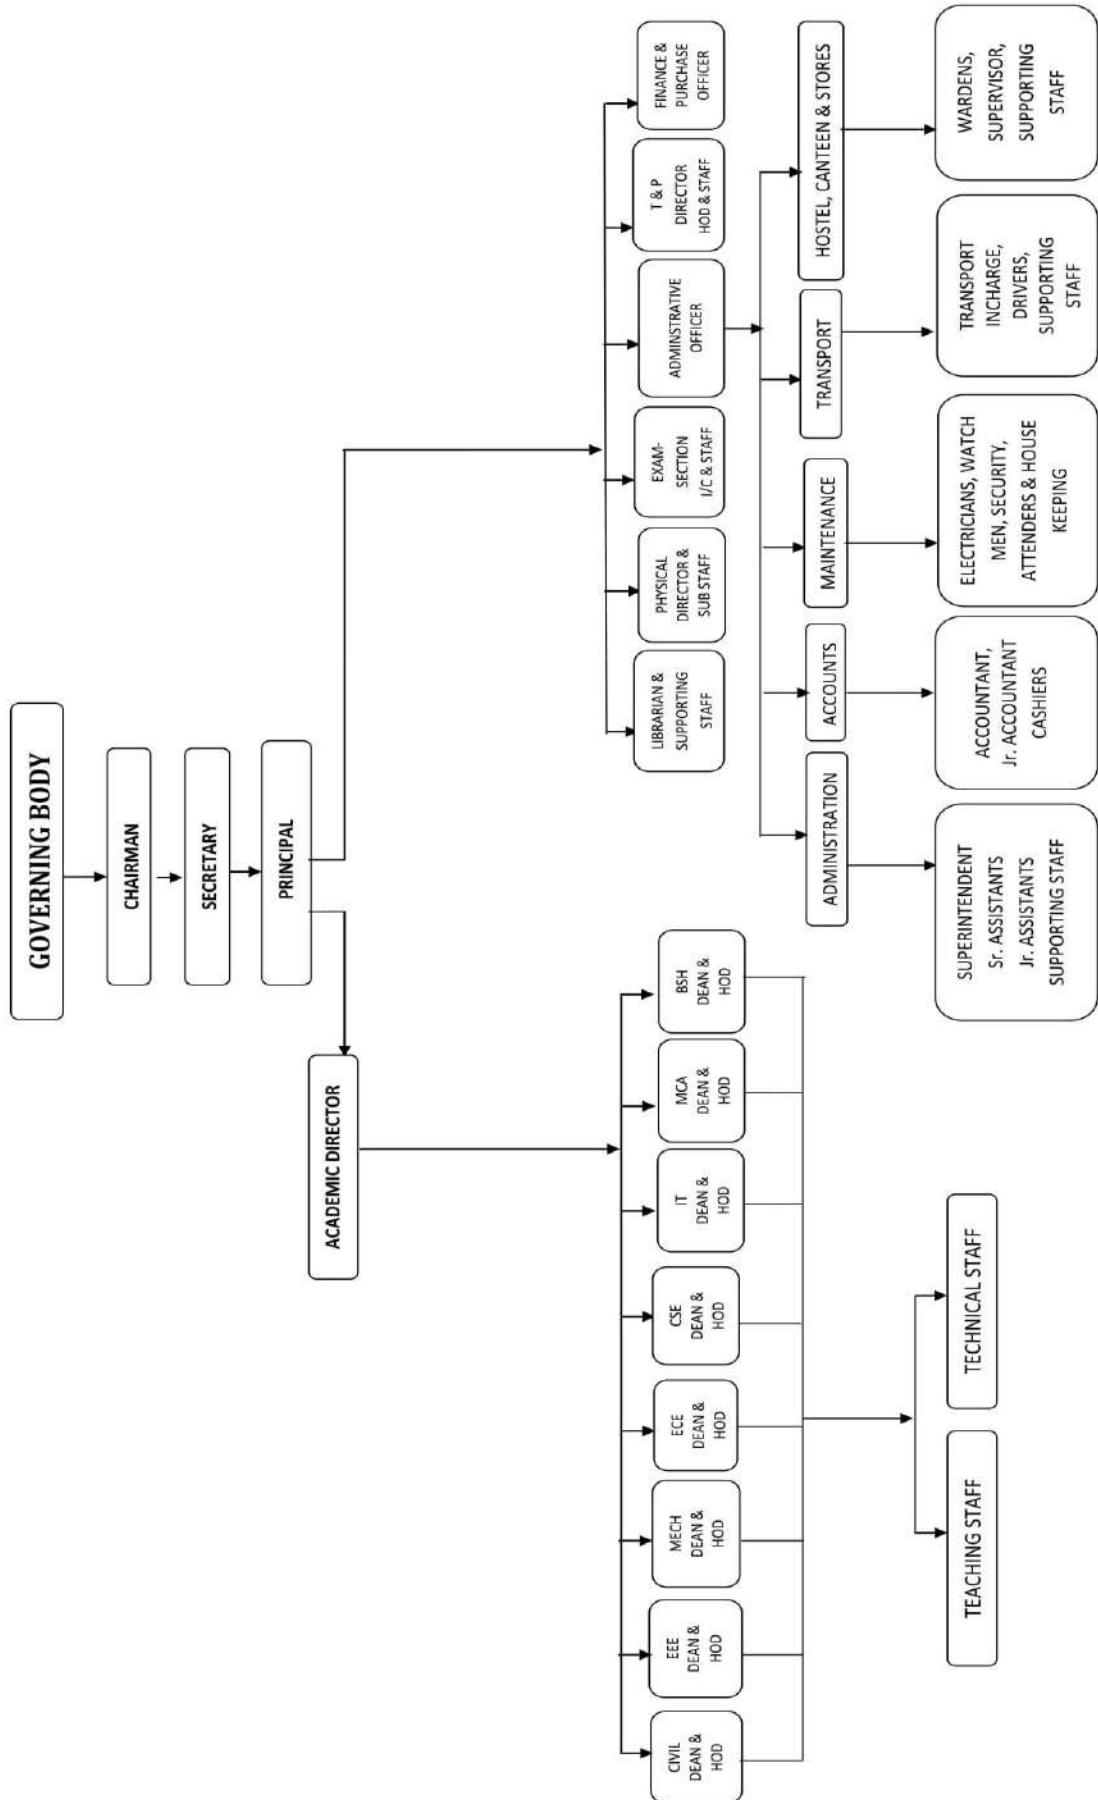 GOVERNING BODY
CHAIRMAN
SECRETARY
PRINCIPAL
ACADEMIC DIRECTOR
CIVIL
DEAN &
HOD
EEE
DEAN &
HOD
MECH
DEAN &
HOD
ECE
DEAN &
HOD
CSE
DEAN &
HOD
IT
DEAN &
HOD
MCA
DEAN &
HOD
BSH
DEAN &
HOD
TEACHING STAFF
TECHNICAL STAFF
LIBRARIAN &
SUPPORTING
STAFF
PHYSICAL
DIRECTOR &
SUB STAFF
EXAM-
SECTION
I/C & STAFF
ADMINSTRATIVE
OFFICER
T & P
DIRECTOR
HOD & STAFF
FINANCE &
PURCHASE
OFFICER
ADMINISTRATION
ACCOUNTS
MAINTENANCE
TRANSPORT
HOSTEL, CANTEEN & STORES
SUPERINTENDENT
Sr. ASSISTANTS
Jr. ASSISTANTS
SUPPORTING STAFF
ACCOUNTANT,
Jr. ACCOUNTANT
CASHIERS
ELECTRICIANS, WATCH
MEN, SECURITY,
ATTENDERS & HOUSE
KEEPING
TRANSPORT
INCHARGE,
DRIVERS,
SUPPORTING
STAFF
WARDENS,
SUPERVISOR,
SUPPORTING
STAFF